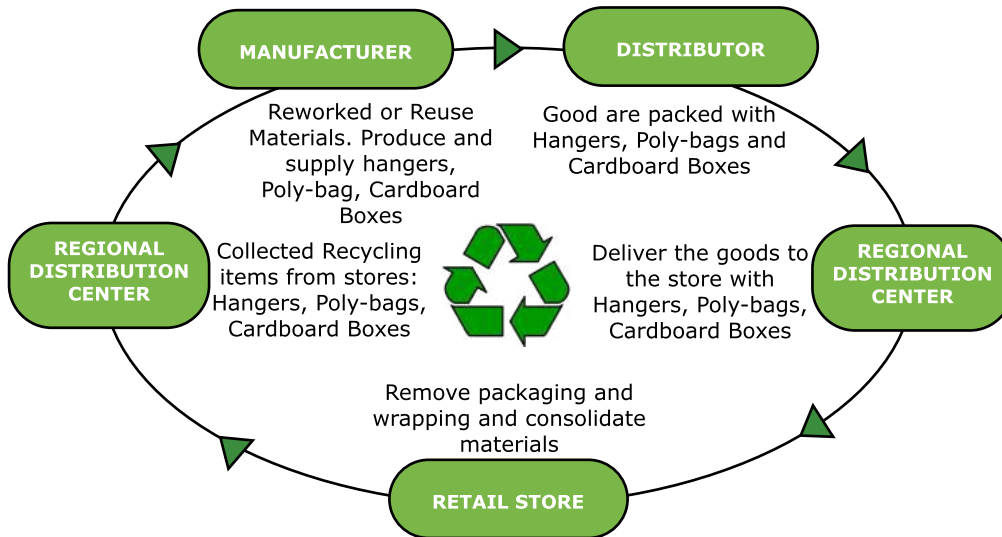 MANUFACTURER
DISTRIBUTOR
Reworked or Reuse
Materials. Produce and
supply hangers,
Poly-bag, Cardboard
Boxes
Good are packed with
Hangers, Poly-bags and
Cardboard Boxes
REGIONAL
DISTRIBUTION
CENTER
Collected Recycling
items from stores:
Hangers, Poly-bags,
Cardboard Boxes
Deliver the goods to
the store with
Hangers, Poly-bags,
Cardboard Boxes
REGIONAL
DISTRIBUTION
CENTER
Remove packaging and
wrapping and consolidate
materials
RETAIL STORE